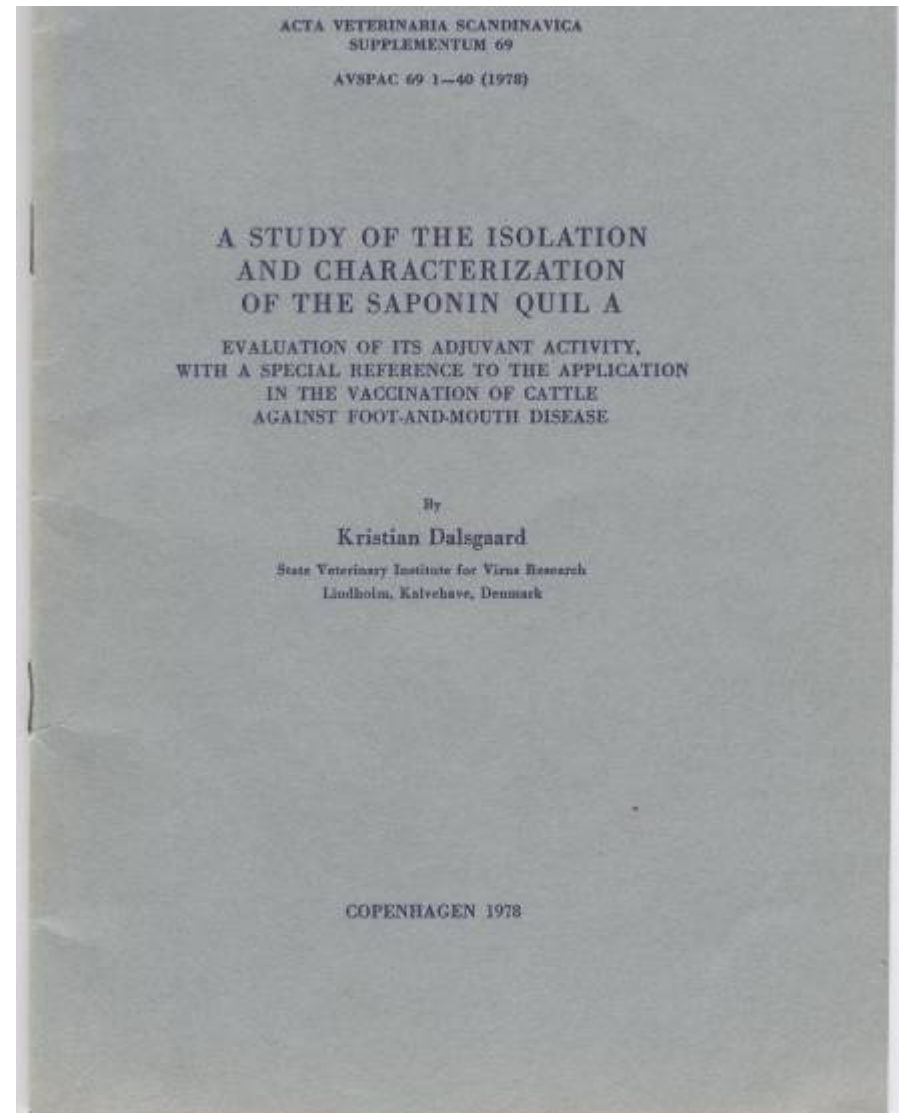 ACTA VETERINARIA SCANDINAVICA
SUPPLEMENTUM 69
AVSPAC 69 1—40 (1978)
A STUDY OF THE ISOLATION
AND CHARACTERIZATION
OF THE SAPONIN QUIL A
EVALUATION OF ITS ADJUVANT ACTIVITY,
WITH A SPECIAL REFERENCE TO THE APPLICATION
IN THE VACCINATION OF CATTLE
AGAINST FOOT-AND-MOUTH DISEASE
By
Kristian Dalsgaard
State Veterinary Institute for Virus Research
Lindholm, Kalvehave, Denmark
COPENHAGEN 1978